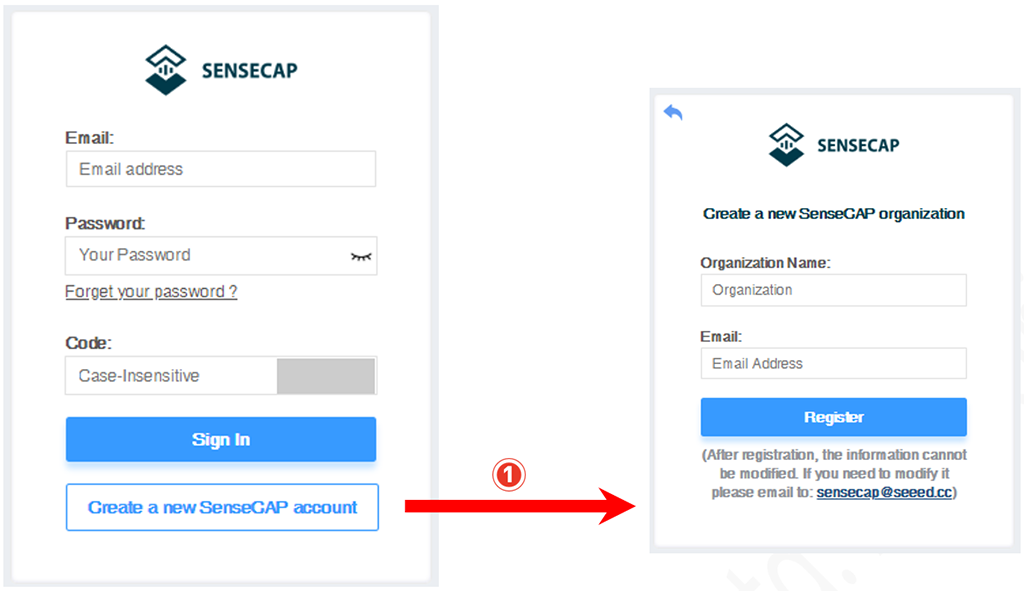 SENSECAP
Email:
Email address
Password:
Your Password
Forget your password ?
Code:
Case-Insensitive
Sign In
Create a new SenseCAP account
1
SENSECAP
Create a new SenseCAP organization
Organization Name:
Organization
Email:
Email Address
Register
(After registration, the information cannot
be modified. If you need to modify it
please email to: sensecap@seeed.cc)